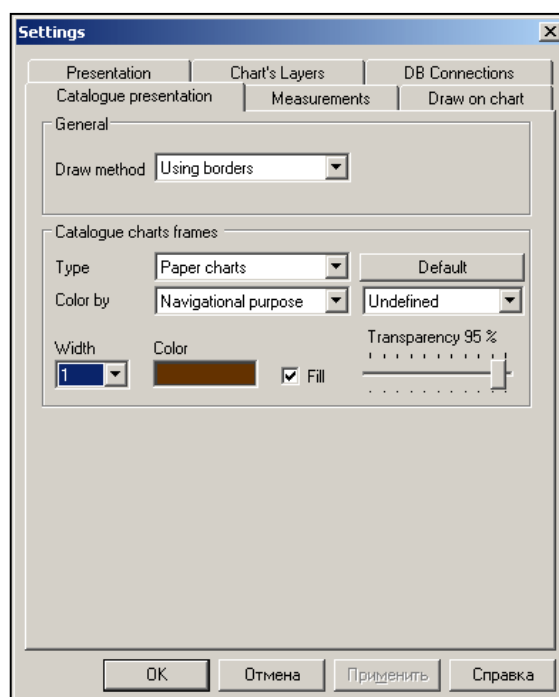 Settings
Presentation Chart's Layers DB Connections
Catalogue presentation Measurements Draw on chart
General
Draw method Using borders
Catalogue charts frames
Type Paper charts Default
Color by Navigational purpose Undefined
Width Color Transparency 95 %
1 Fill
OK Отмена Применить Справка